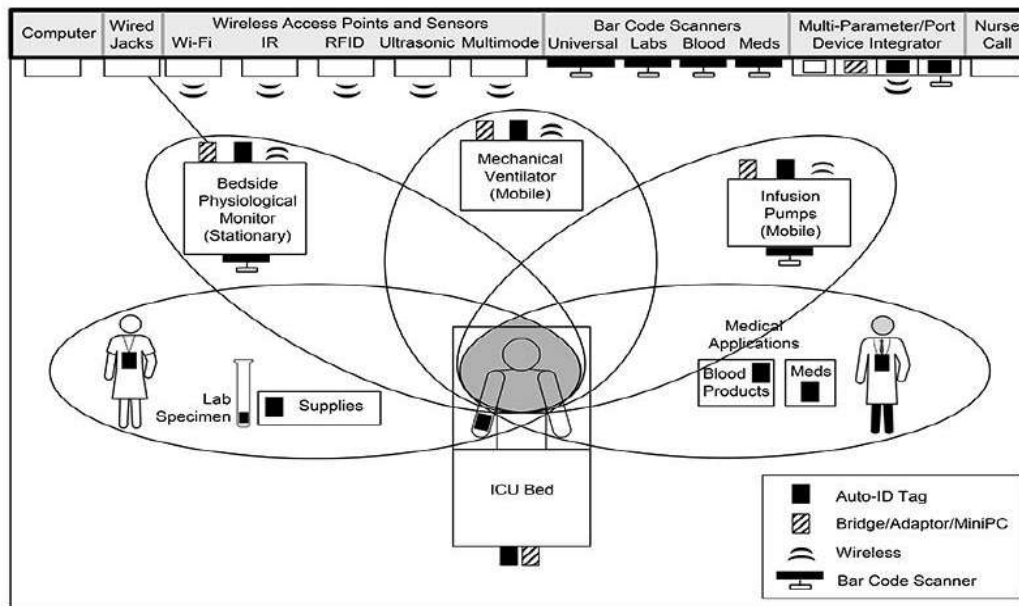 Computer
Wired
Jacks
Wireless Access Points and Sensors
Wi-Fi IR RFID Ultrasonic Multimode
Bar Code Scanners
Universal Labs Blood Meds
Multi-Parameter/Port
Device Integrator
Nurse
Call
Bedside
Physiological
Monitor
(Stationary)
Mechanical
Ventilator
(Mobile)
Infusion
Pumps
(Mobile)
Lab
Specimen
Supplies
Medical
Applications
Blood
Products
Meds
ICU Bed
Auto-ID Tag
Bridge/Adaptor/MiniPC
Wireless
Bar Code Scanner